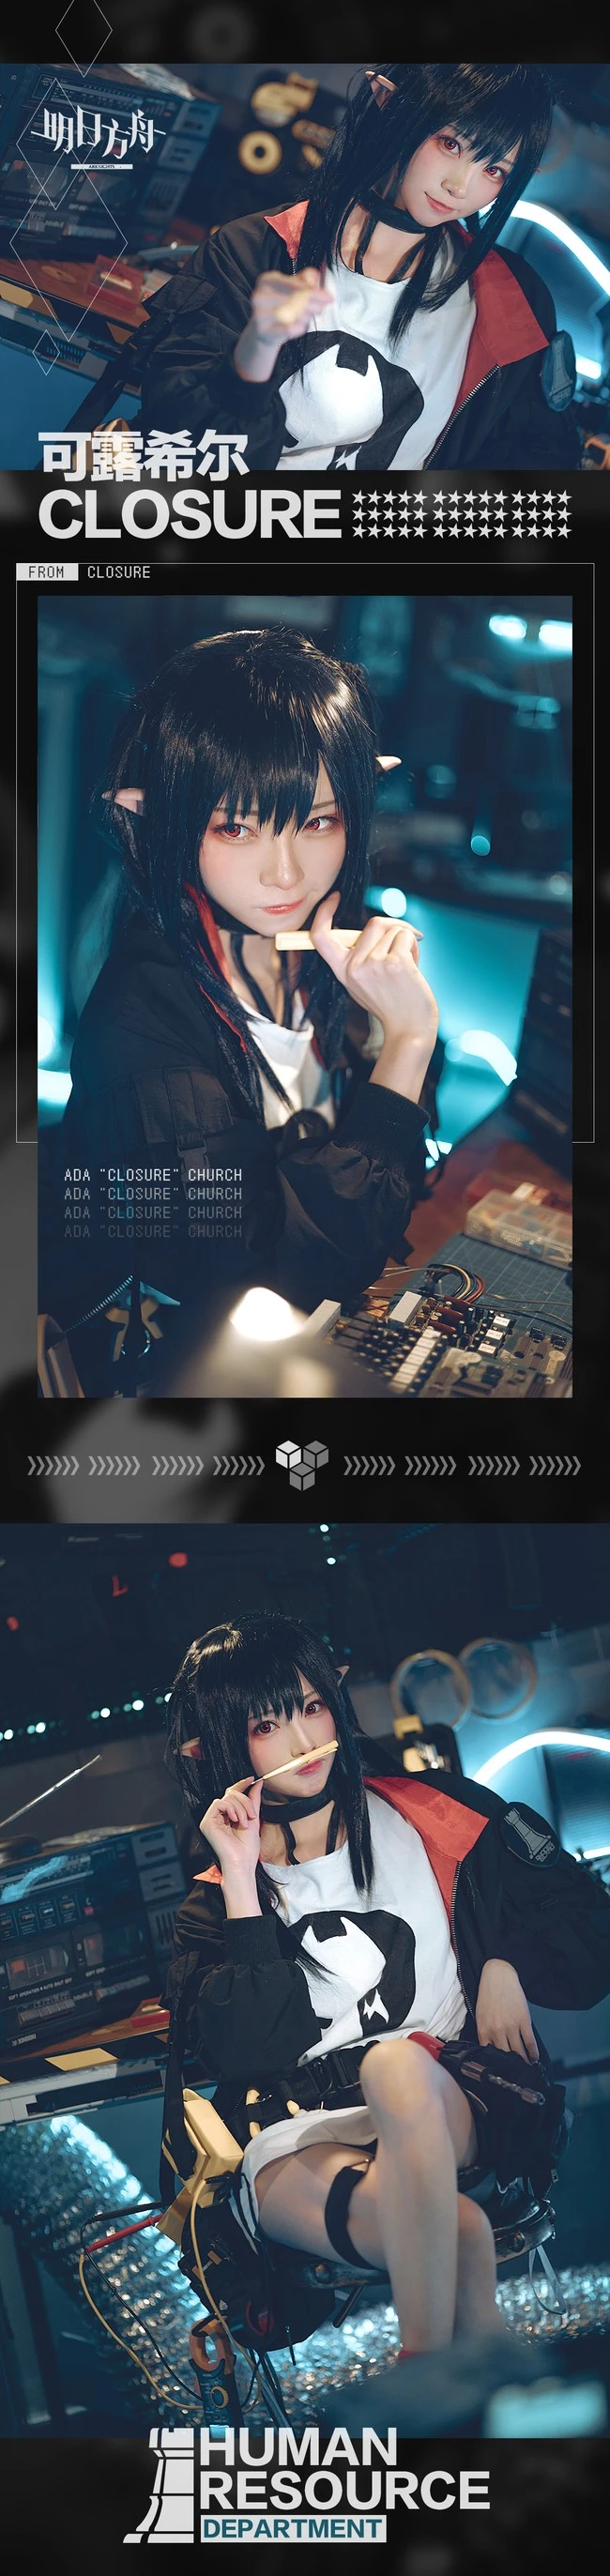 明日方舟
ARKNIGHTS
可露希尔
CLOSURE
FROM CLOSURE
ADA "CLOSURE" CHURCH
ADA "CLOSURE" CHURCH
ADA "CLOSURE" CHURCH
ADA "CLOSURE" CHURCH
HUMAN
RESOURCE
DEPARTMENT